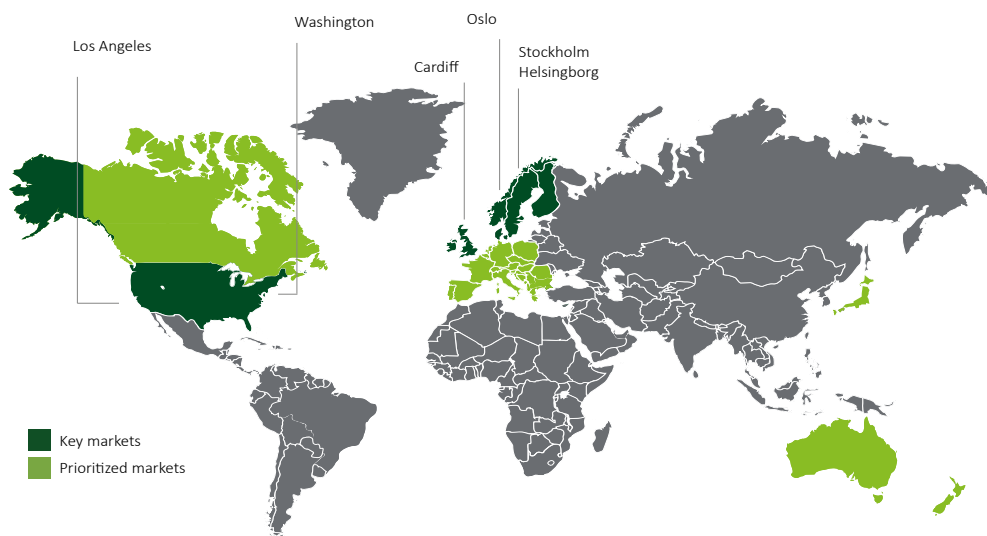 Washington
Oslo
Los Angeles
Stockholm
Cardiff
Helsingborg
Key markets
Prioritized markets